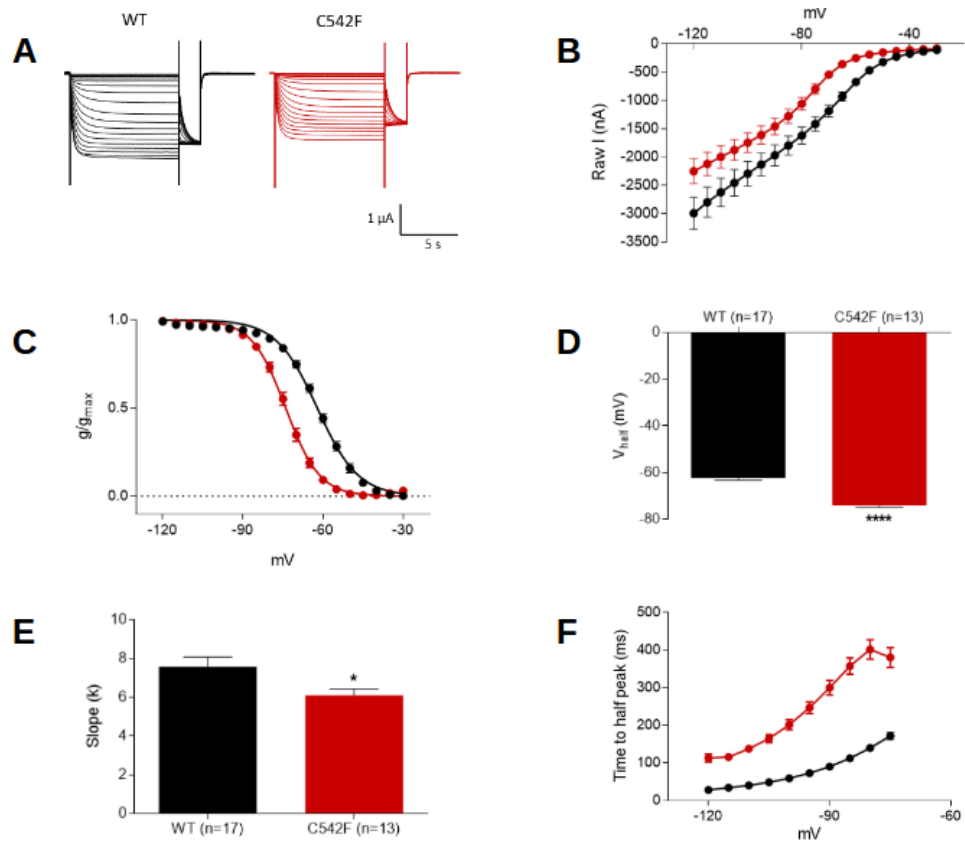 A
WT
C542F
1 µA
5 s
B
mV
-120
-80
-40
0
-500
-1000
-1500
-2000
-2500
-3000
-3500
Raw I (nA)
C
1.0
0.5
0.0
g/gmax
-120
-90
-60
-30
mV
D
WT (n=17)
C542F (n=13)
0
-20
-40
-60
-80
Vhalf (mV)
****
E
10
8
6
4
2
0
Slope (k)
*
WT (n=17)
C542F (n=13)
F
500
400
300
200
100
0
Time to half peak (ms)
-120
-90
-60
mV